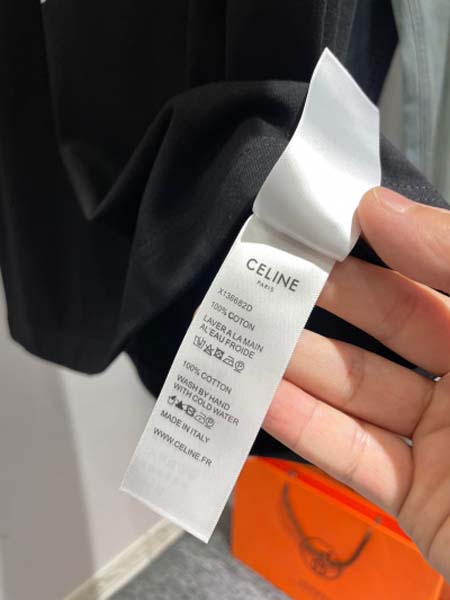 CELINE
PARIS
X136682D
100% COTON
LAVER A LA MAIN
AL'EAU FROIDE
100% COTTON
WASH BY HAND
WITH COLD WATER
MADE IN ITALY
WWW.CELINE.FR